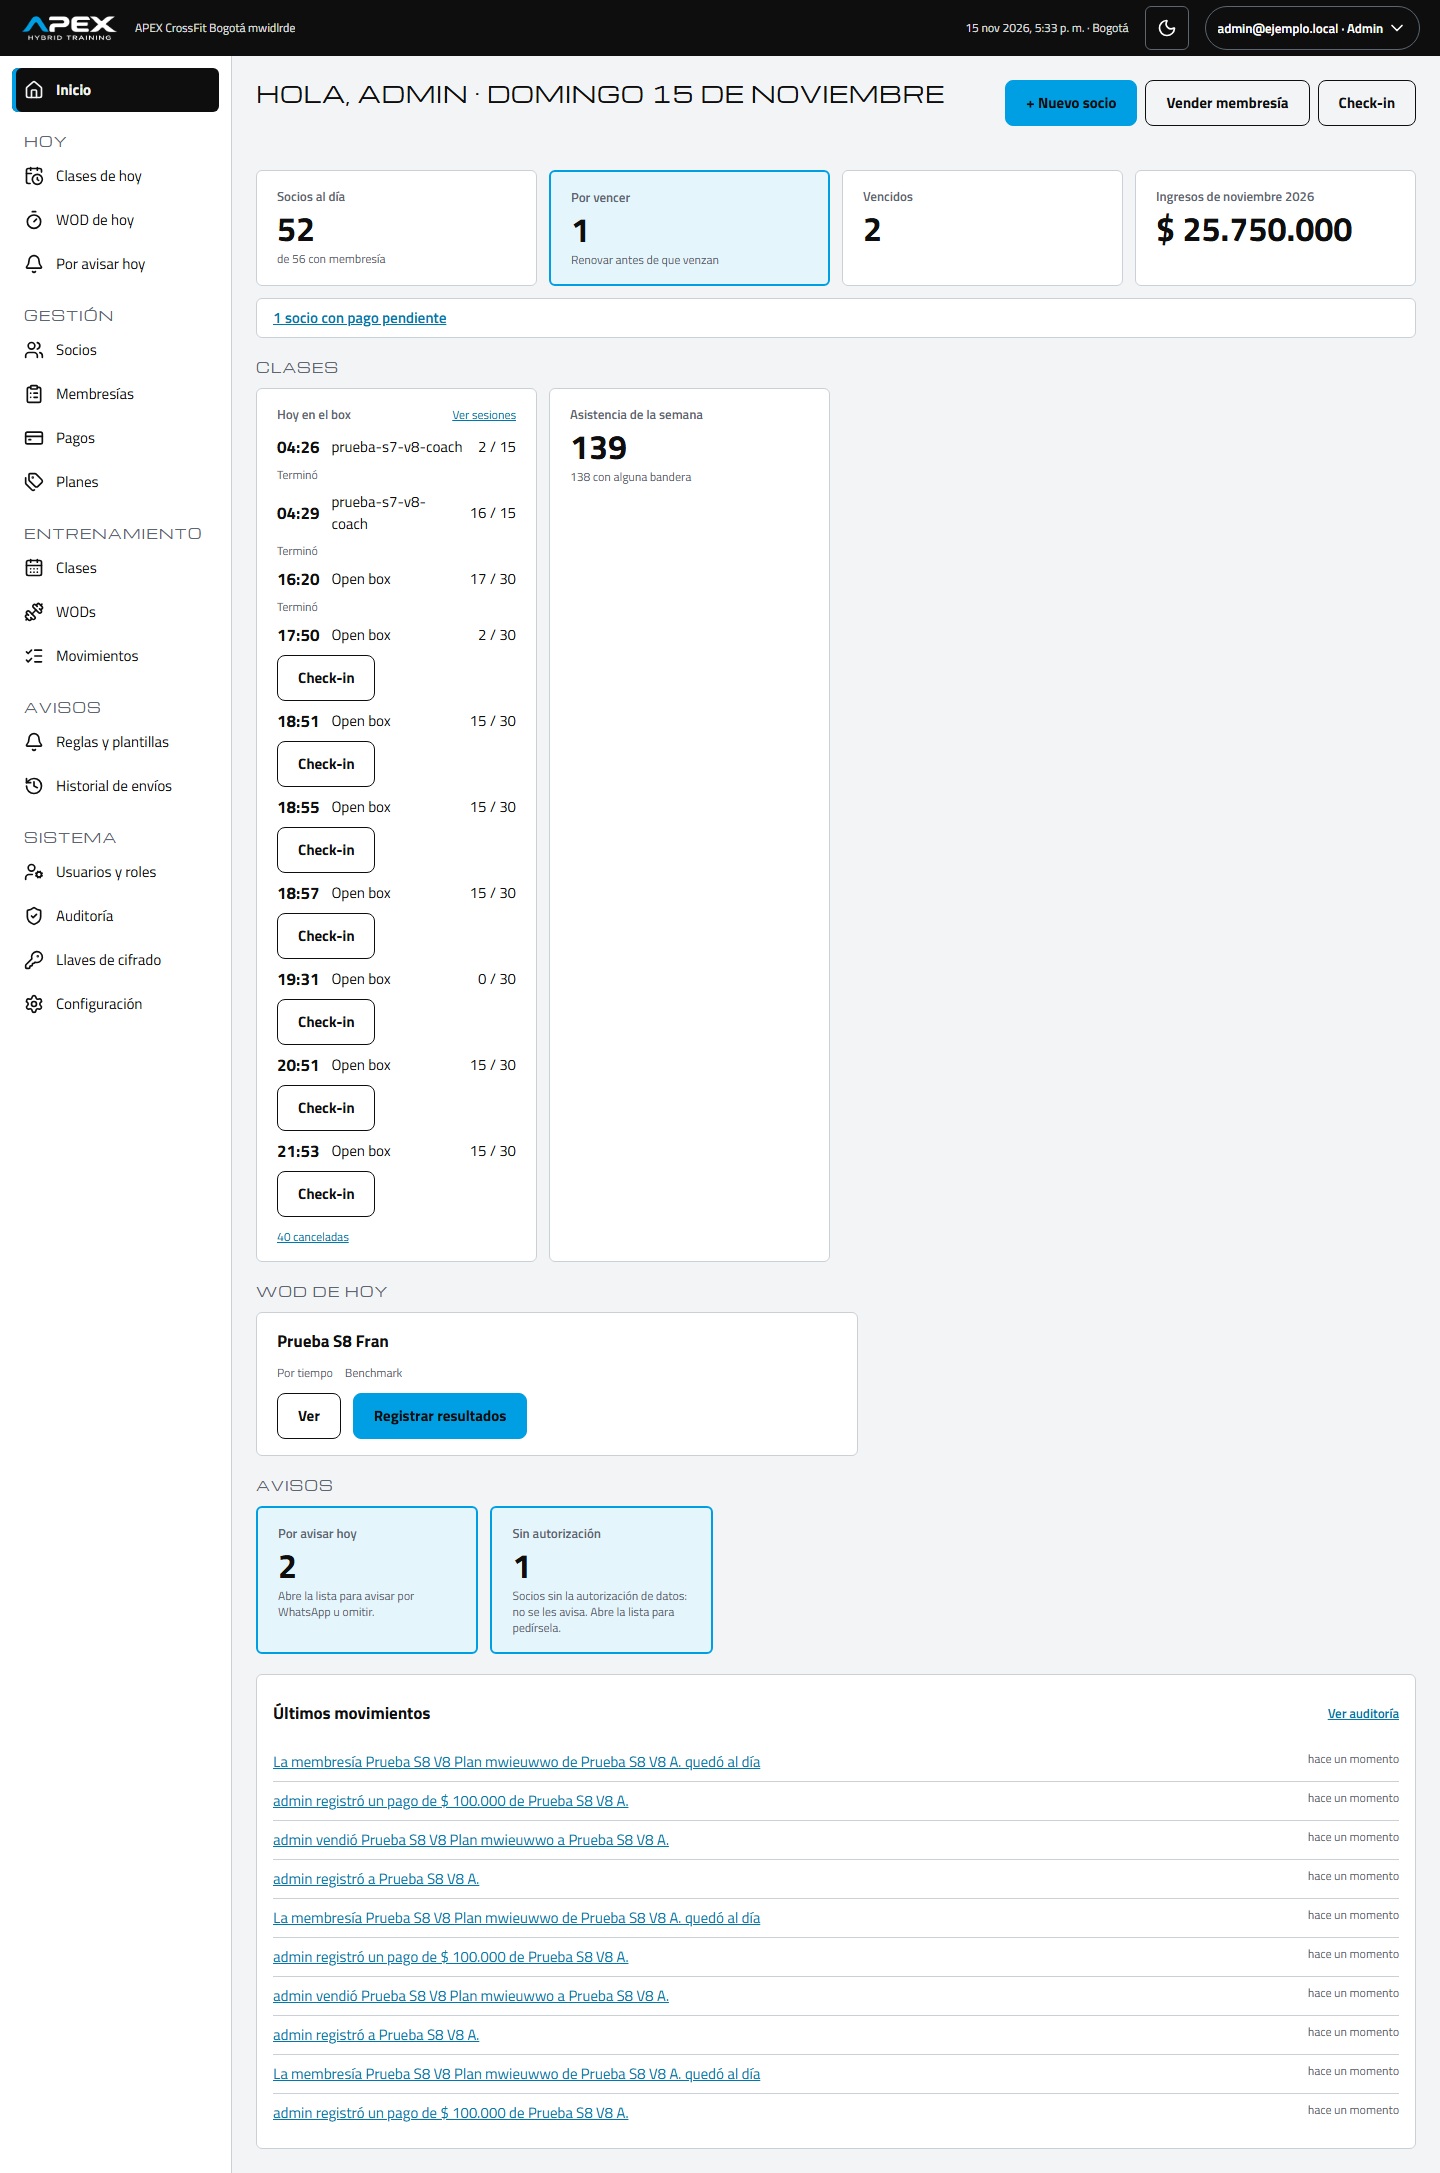 APEX
HYBRID TRAINING
APEX CrossFit Bogotá mwidlrde
15 nov 2026, 5:33 p. m. · Bogotá
admin@ejemplo.local · Admin
Inicio
HOY
Clases de hoy
WOD de hoy
Por avisar hoy
GESTIÓN
Socios
Membresías
Pagos
Planes
ENTRENAMIENTO
Clases
WODs
Movimientos
AVISOS
Reglas y plantillas
Historial de envíos
SISTEMA
Usuarios y roles
Auditoría
Llaves de cifrado
Configuración
HOLA, ADMIN · DOMINGO 15 DE NOVIEMBRE
+ Nuevo socio
Vender membresía
Check-in
Socios al día
52
de 56 con membresía
Por vencer
1
Renovar antes de que venzan
Vencidos
2
Ingresos de noviembre 2026
$ 25.750.000
1 socio con pago pendiente
CLASES
Hoy en el box
Ver sesiones
04:26 prueba-s7-v8-coach 2 / 15
Terminó
04:29 prueba-s7-v8-coach 16 / 15
Terminó
16:20 Open box 17 / 30
Terminó
17:50 Open box 2 / 30
Check-in
18:51 Open box 15 / 30
Check-in
18:55 Open box 15 / 30
Check-in
18:57 Open box 15 / 30
Check-in
19:31 Open box 0 / 30
Check-in
20:51 Open box 15 / 30
Check-in
21:53 Open box 15 / 30
Check-in
40 canceladas
Asistencia de la semana
139
138 con alguna bandera
WOD DE HOY
Prueba S8 Fran
Por tiempo Benchmark
Ver
Registrar resultados
AVISOS
Por avisar hoy
2
Abre la lista para avisar por
WhatsApp u omitir.
Sin autorización
1
Socios sin la autorización de datos:
no se les avisa. Abre la lista para
pedírsela.
Últimos movimientos
Ver auditoría
La membresía Prueba S8 V8 Plan mwieuwwo de Prueba S8 V8 A. quedó al día hace un momento
admin registró un pago de $ 100.000 de Prueba S8 V8 A. hace un momento
admin vendió Prueba S8 V8 Plan mwieuwwo a Prueba S8 V8 A. hace un momento
admin registró a Prueba S8 V8 A. hace un momento
La membresía Prueba S8 V8 Plan mwieuwwo de Prueba S8 V8 A. quedó al día hace un momento
admin registró un pago de $ 100.000 de Prueba S8 V8 A. hace un momento
admin vendió Prueba S8 V8 Plan mwieuwwo a Prueba S8 V8 A. hace un momento
admin registró a Prueba S8 V8 A. hace un momento
La membresía Prueba S8 V8 Plan mwieuwwo de Prueba S8 V8 A. quedó al día hace un momento
admin registró un pago de $ 100.000 de Prueba S8 V8 A. hace un momento